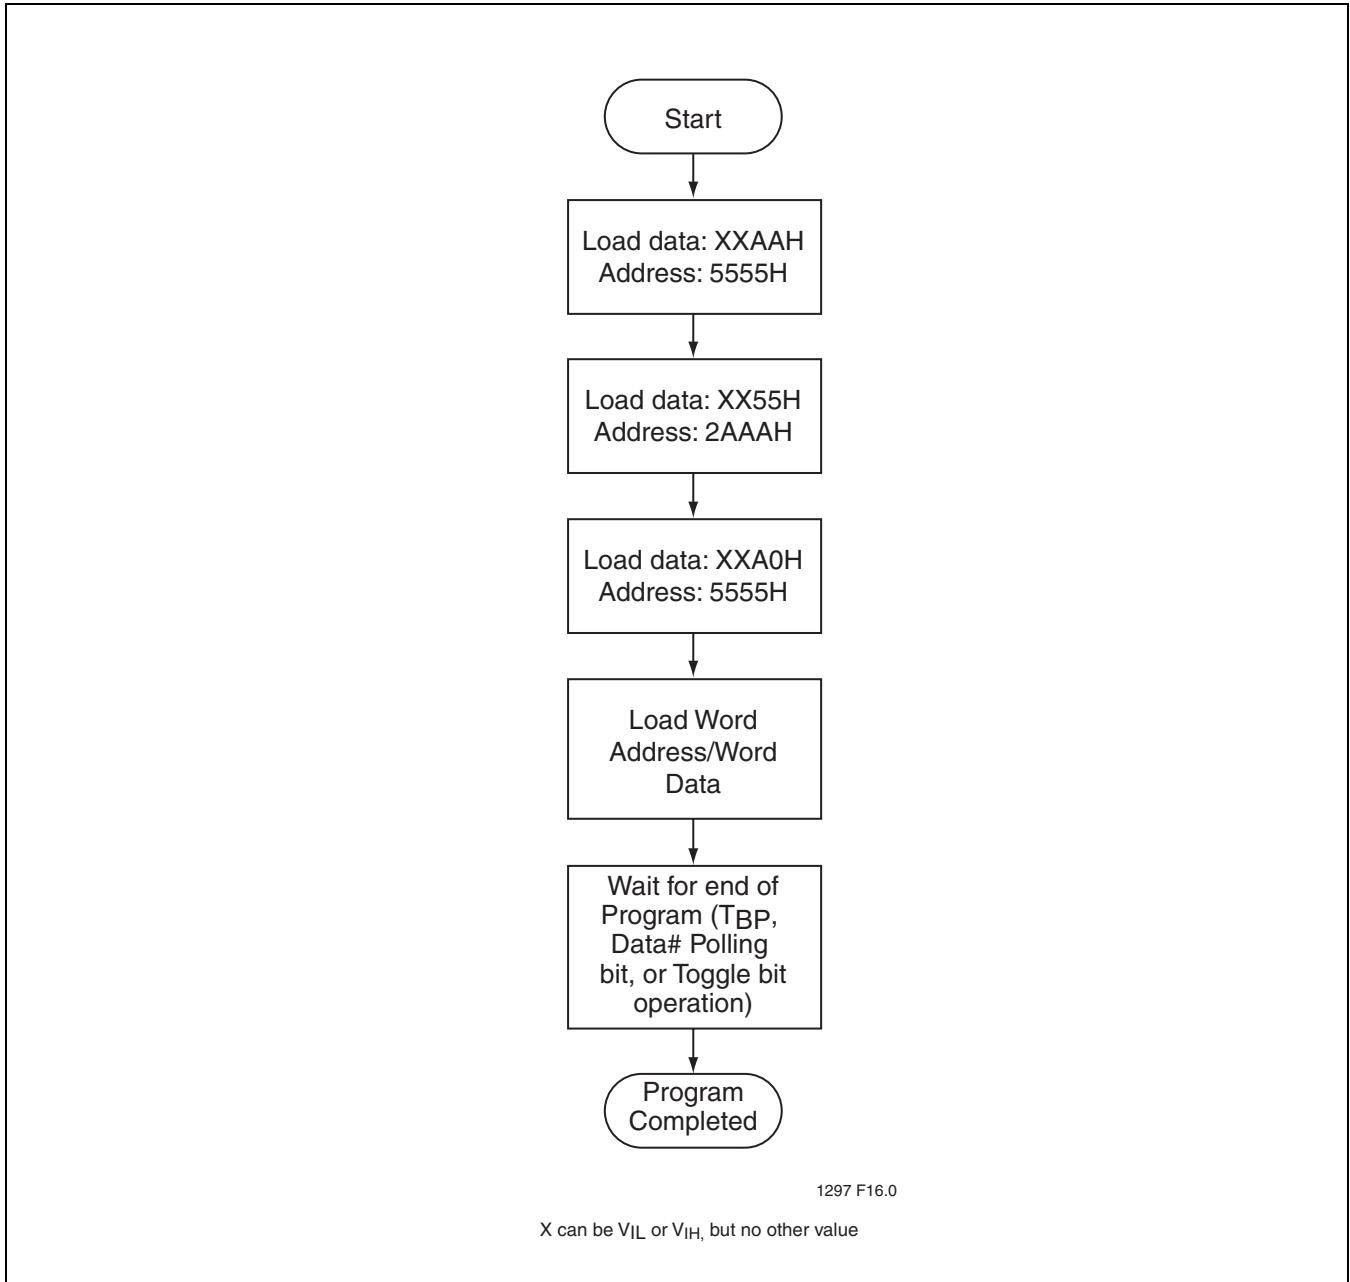 Start
Load data: XXAAH
Address: 5555H
Load data: XX55H
Address: 2AAAH
Load data: XXA0H
Address: 5555H
Load Word
Address/Word
Data
Wait for end of
Program (TBP,
Data# Polling
bit, or Toggle bit
operation)
Program
Completed
1297 F16.0
X can be VIL or VIH, but no other value